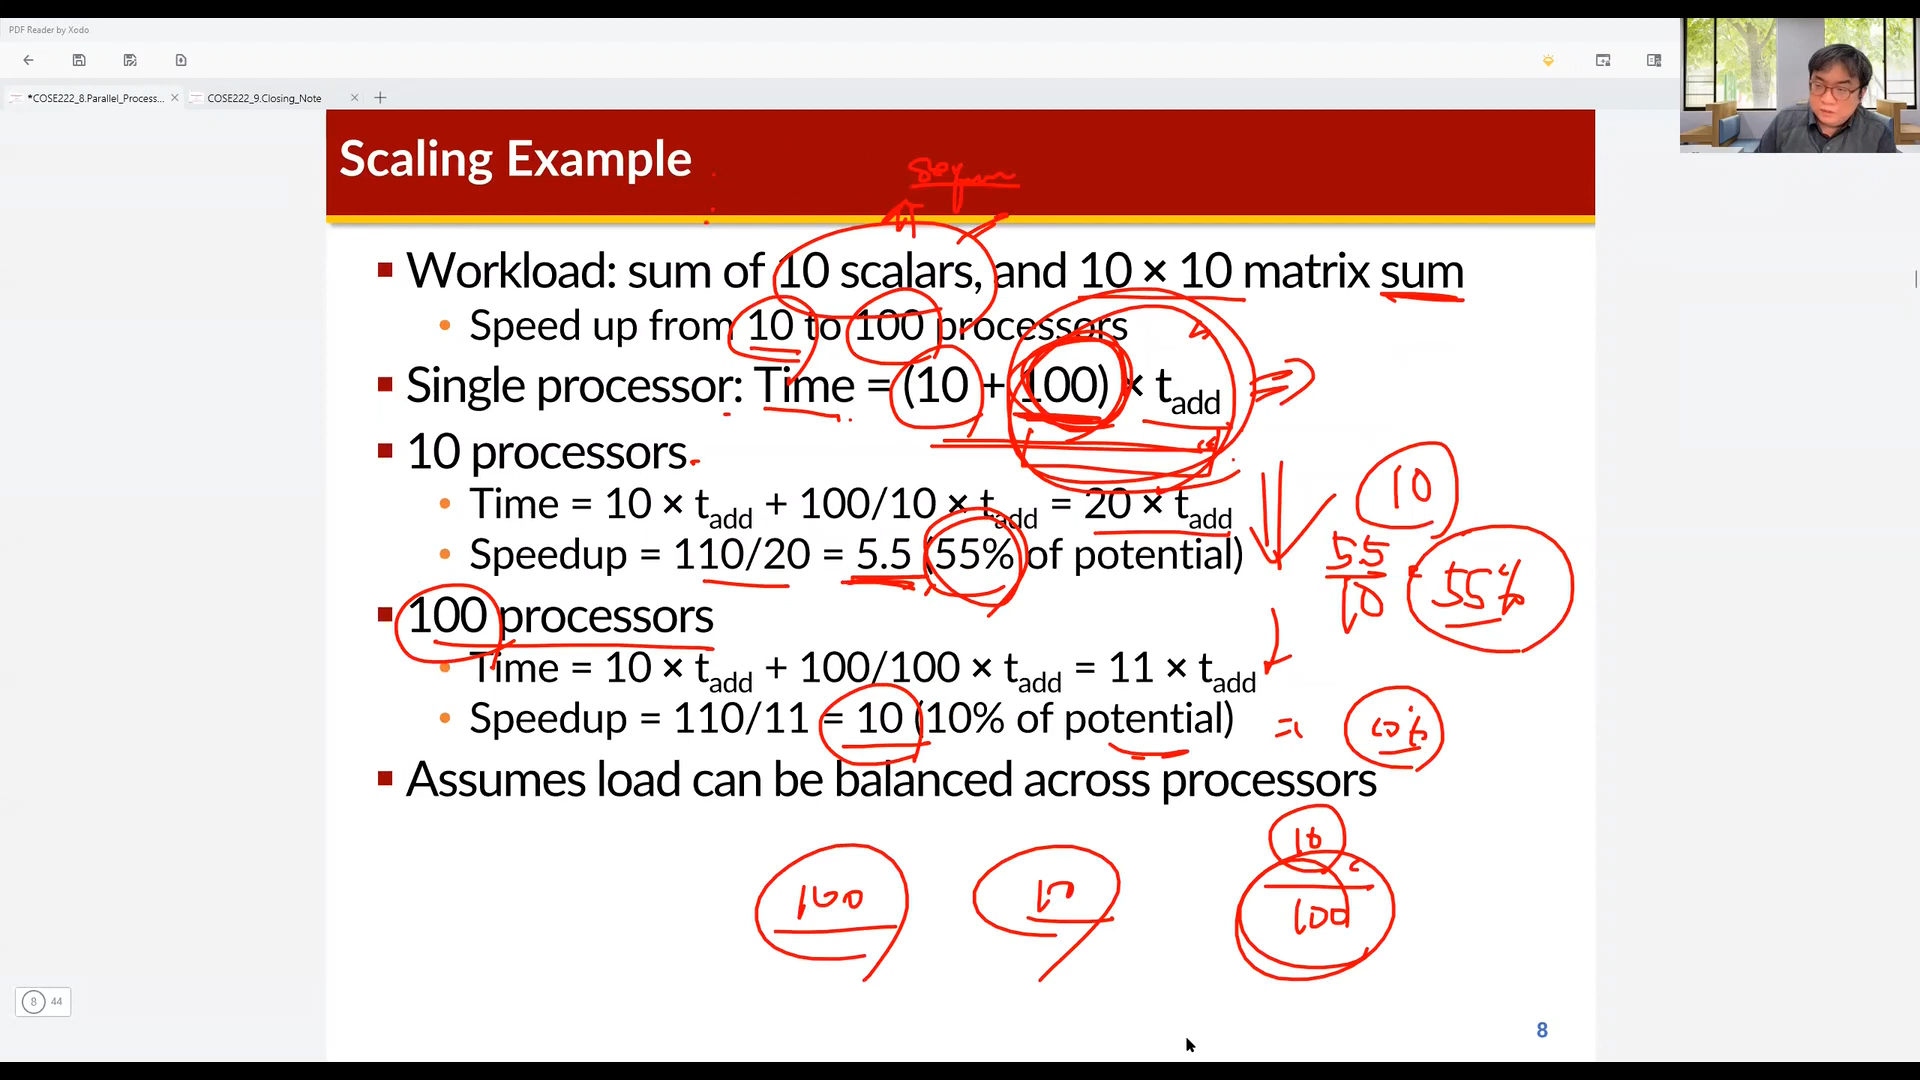 PDF Reader by Xodo
*COSE222_8.Parallel_Process...
COSE222_9.Closing_Note
Scaling Example
Workload: sum of 10 scalars, and 10 × 10 matrix sum
Speed up from 10 to 100 processors
Single processor: Time = (10 + 100) × tadd
10 processors
Time = 10 × tadd + 100/10 × tadd = 20 × tadd
10
Speedup = 110/20 = 5.5 (55% of potential)
5.5
10
55%
100 processors
Time = 10 × tadd + 100/100 × tadd = 11 × tadd
Speedup = 110/11 = 10 (10% of potential)
= 10%
Assumes load can be balanced across processors
100
10
10
100
8 44
8